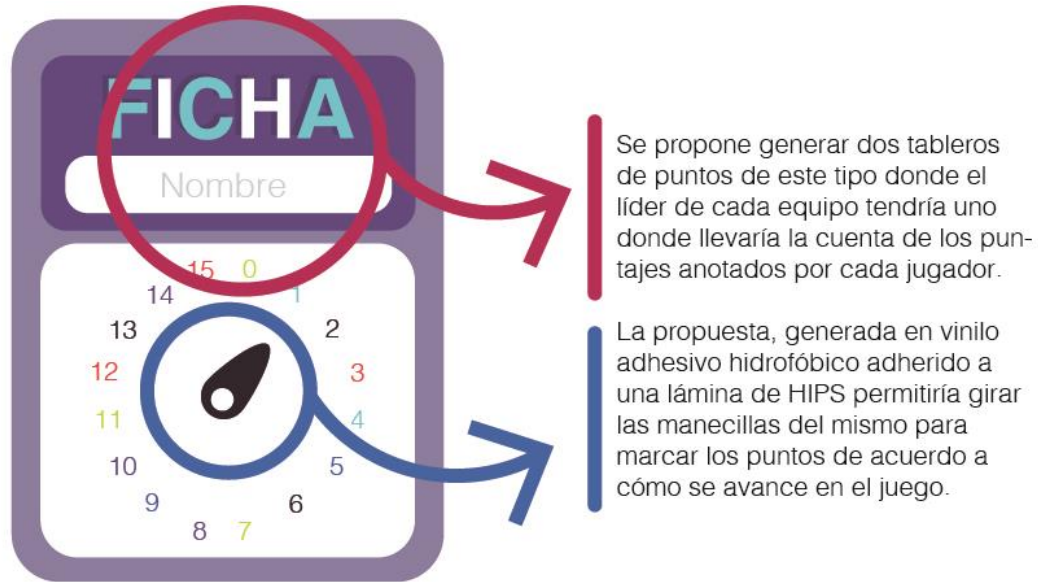 FICHA
Nombre
15 0
14 1
13 2
12 3
11 4
10 5
9 6
8 7
Se propone generar dos tableros
de puntos de este tipo donde el
líder de cada equipo tendría uno
donde llevaría la cuenta de los pun-
tajes anotados por cada jugador.
La propuesta, generada en vinilo
adhesivo hidrofóbico adherido a
una lámina de HIPS permitiría girar
las manecillas del mismo para
marcar los puntos de acuerdo a
cómo se avance en el juego.